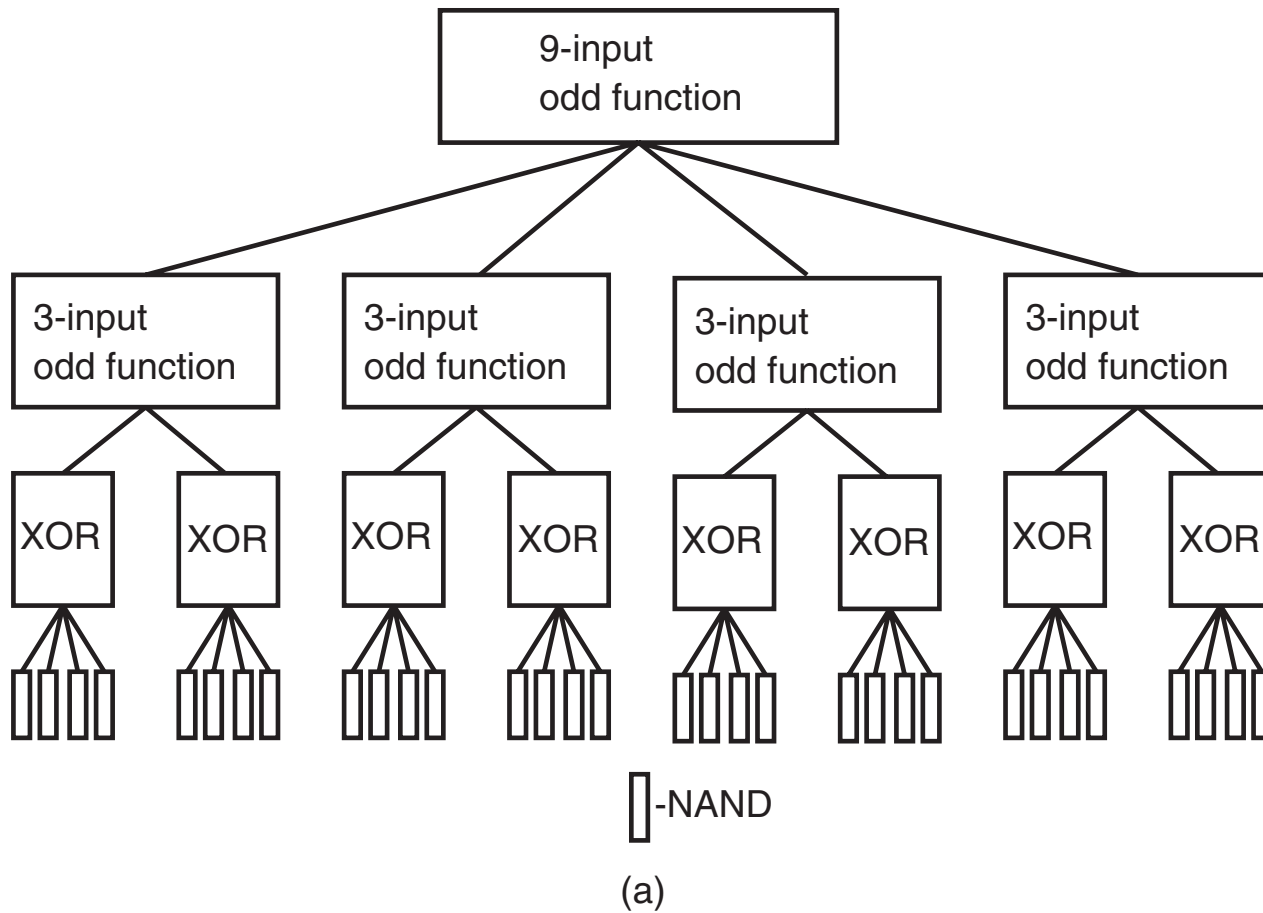 9-input
odd function
3-input
odd function
3-input
odd function
3-input
odd function
3-input
odd function
XOR
XOR
XOR
XOR
XOR
XOR
XOR
XOR
-NAND
(a)